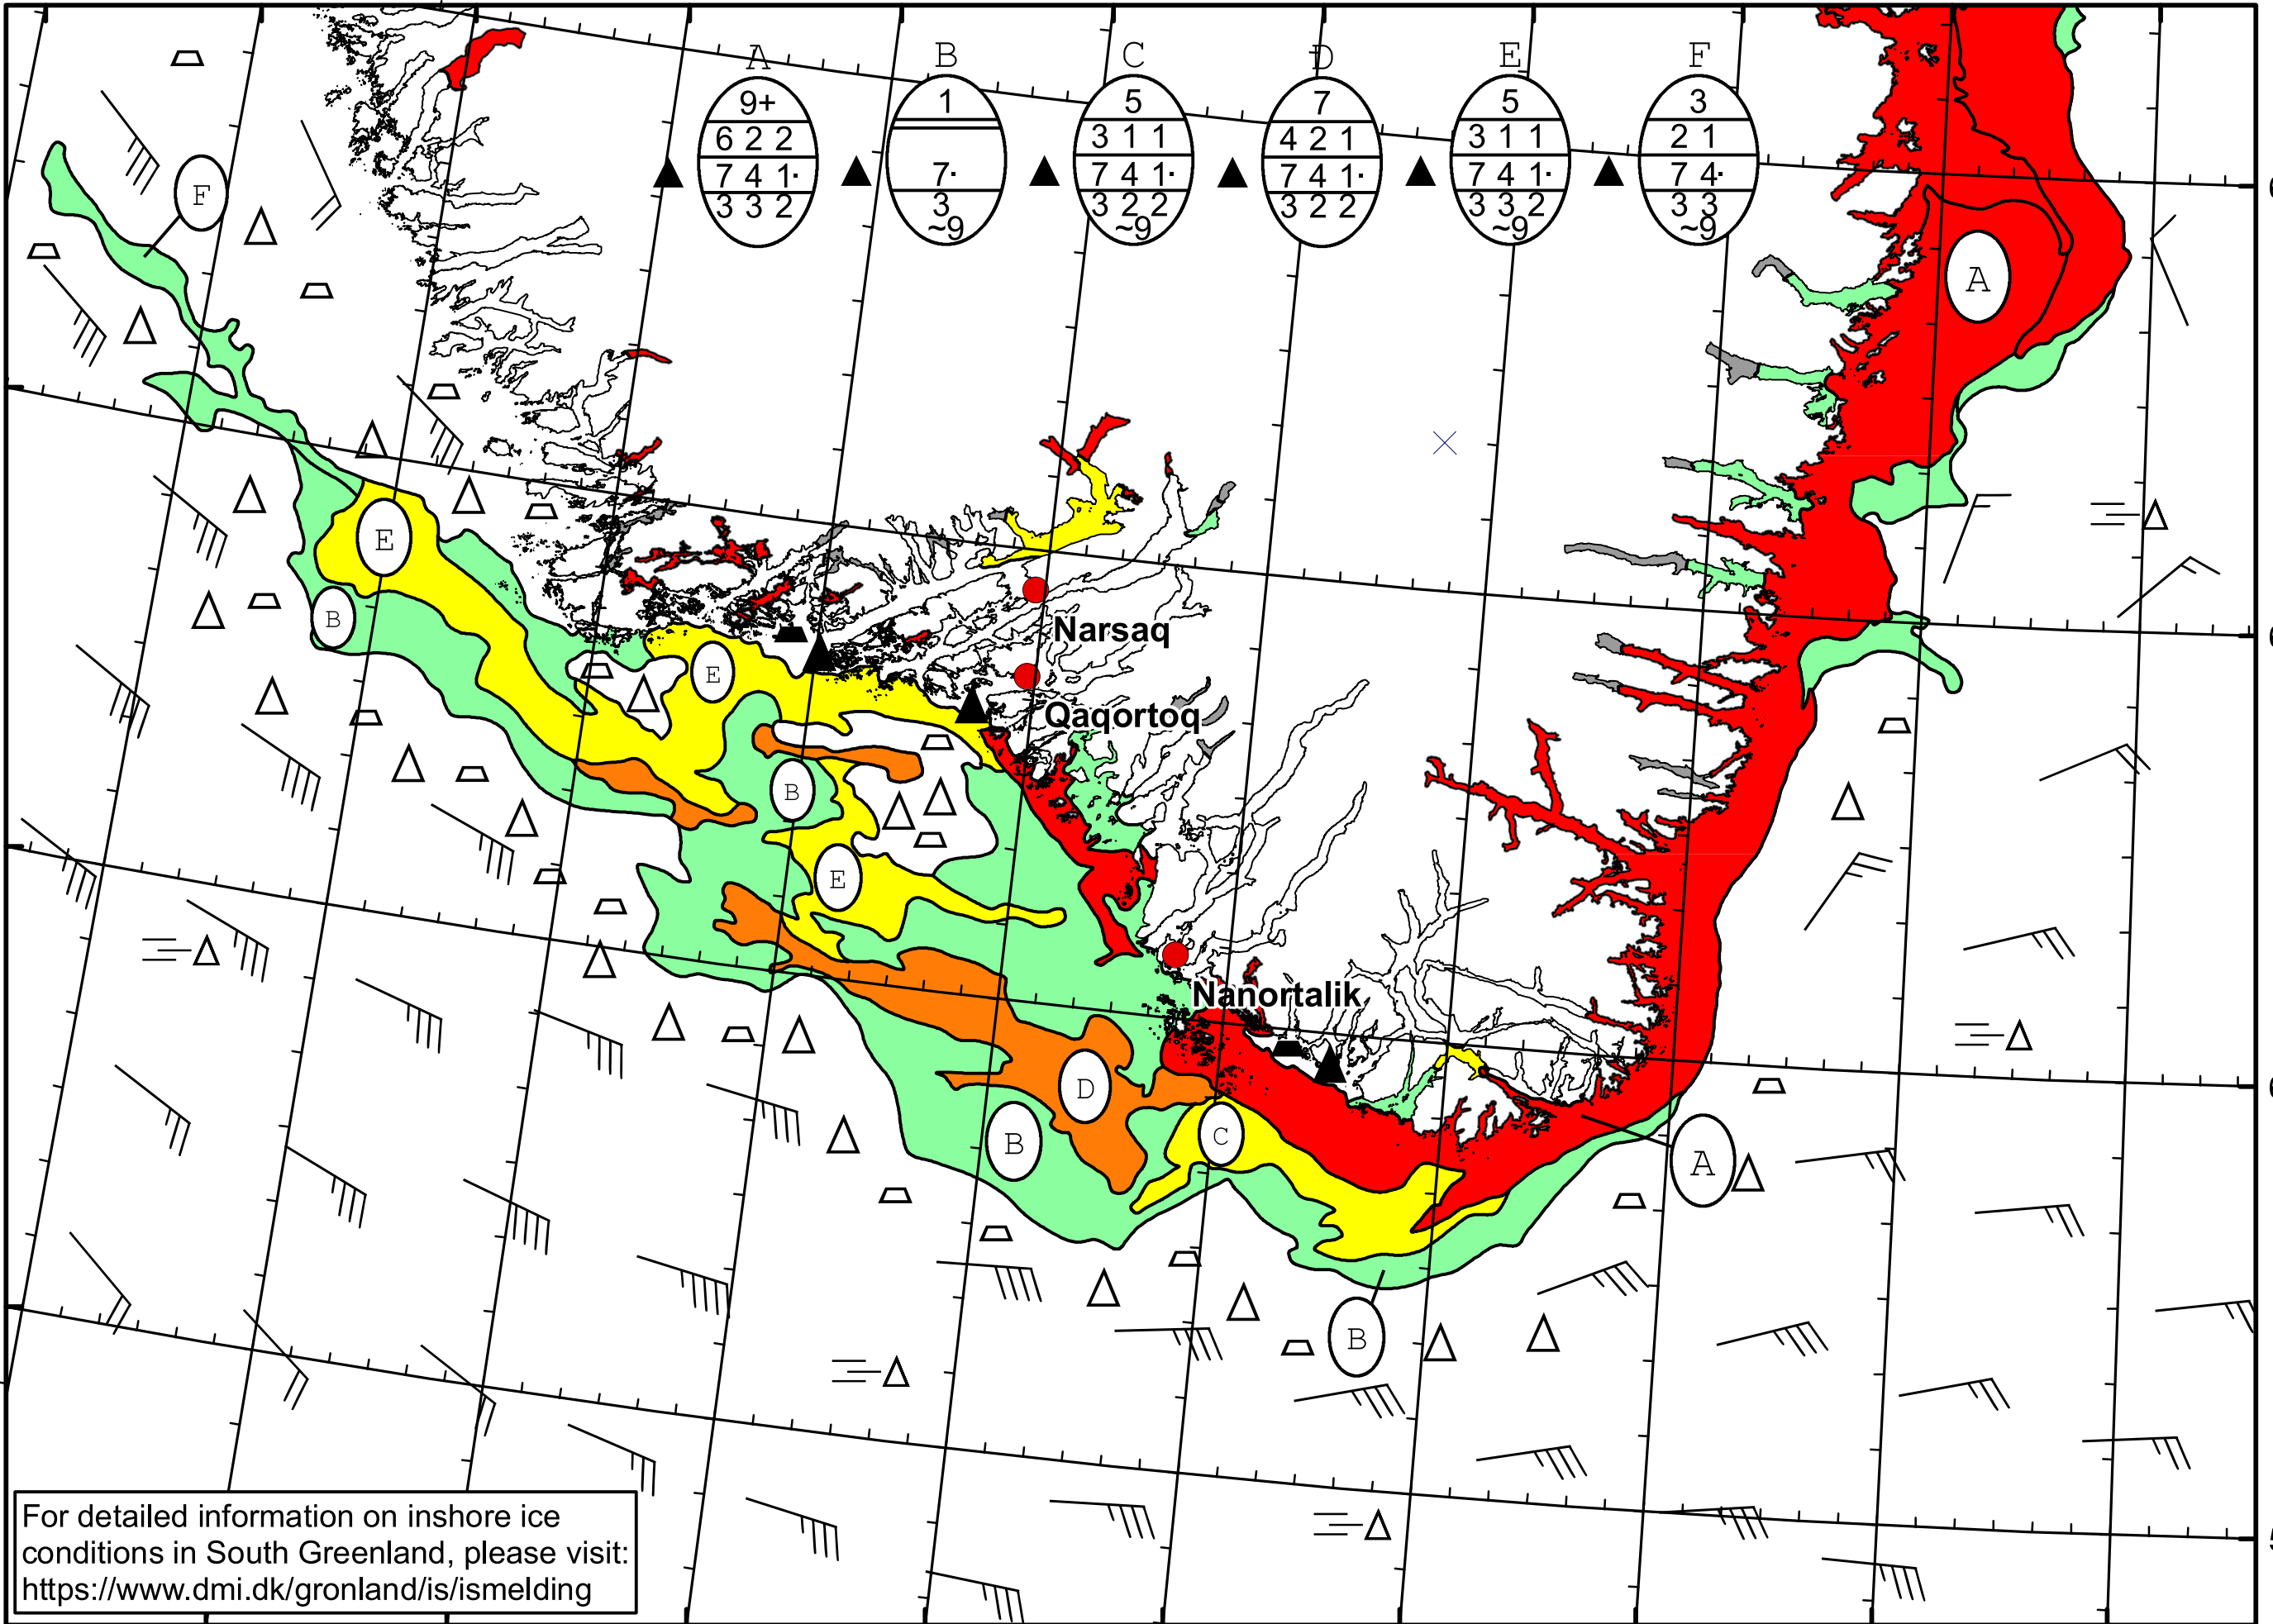 A B C D E F
9+ 1 5 7 5 3
6 2 2 3 1 1 4 2 1 3 1 1 2 1
7 4 1· 7· 7 4 1· 7 4 1· 7 4 1· 7 4·
3 3 2 3 3 2 2 3 2 2 3 3 2 3 3
~9 ~9 ~9 ~9
F
A
E
B
Narsaq
E
Qaqortoq
B
E
Nanortalik
D
B
C
A
B
For detailed information on inshore ice
conditions in South Greenland, please visit:
https://www.dmi.dk/gronland/is/ismelding